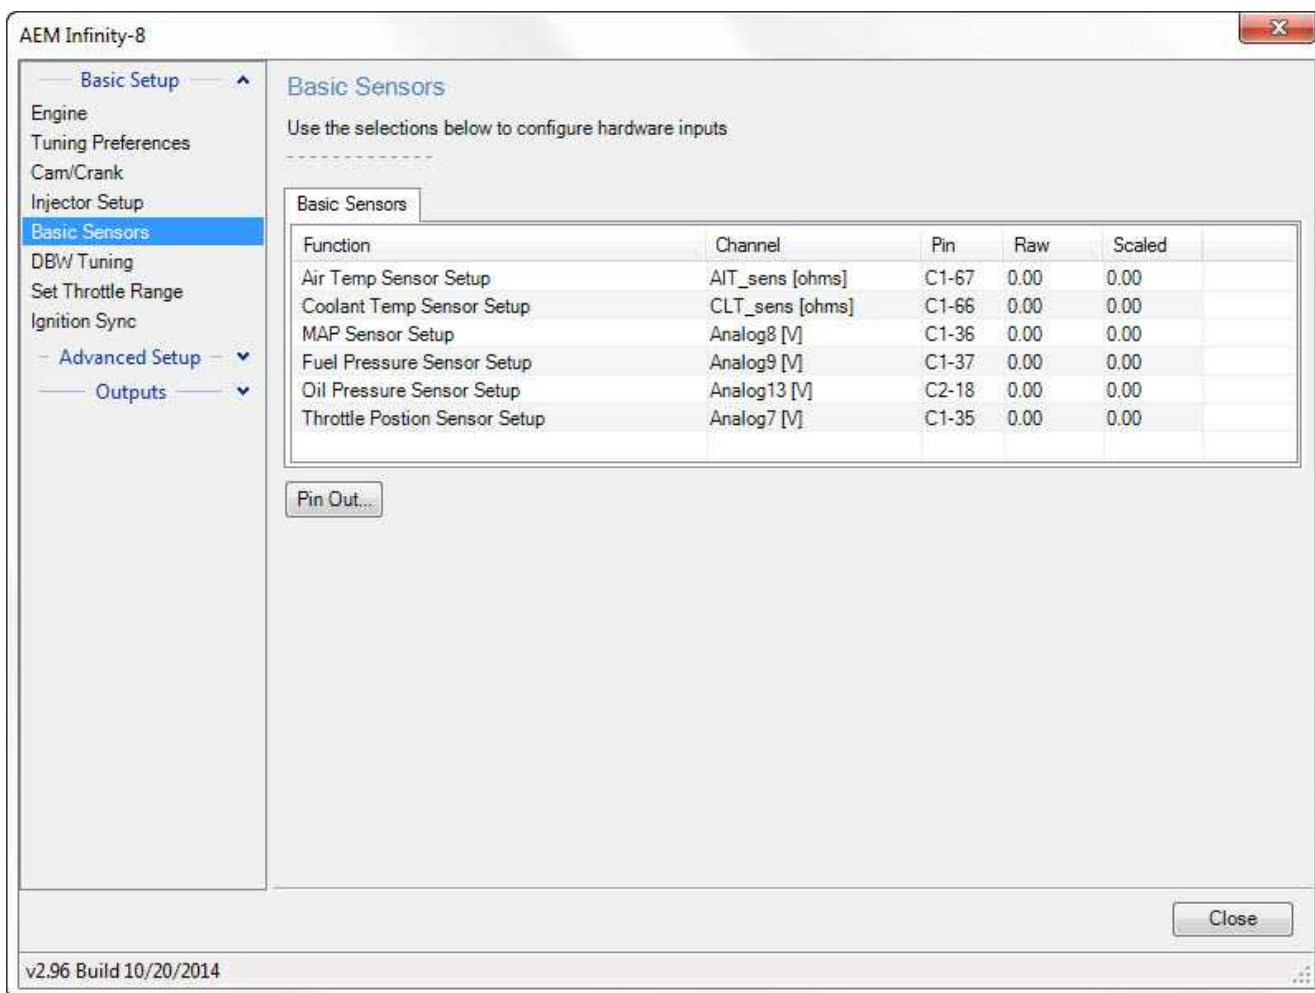 AEM Infinity-8
Basic Setup
Engine
Tuning Preferences
Cam/Crank
Injector Setup
Basic Sensors
DBW Tuning
Set Throttle Range
Ignition Sync
Advanced Setup
Outputs
Basic Sensors
Use the selections below to configure hardware inputs
- - - - - - - - - - - - -
Basic Sensors
Function Channel Pin Raw Scaled
Air Temp Sensor Setup AIT_sens [ohms] C1-67 0.00 0.00
Coolant Temp Sensor Setup CLT_sens [ohms] C1-66 0.00 0.00
MAP Sensor Setup Analog8 [V] C1-36 0.00 0.00
Fuel Pressure Sensor Setup Analog9 [V] C1-37 0.00 0.00
Oil Pressure Sensor Setup Analog13 [V] C2-18 0.00 0.00
Throttle Postion Sensor Setup Analog7 [V] C1-35 0.00 0.00
Pin Out...
Close
v2.96 Build 10/20/2014